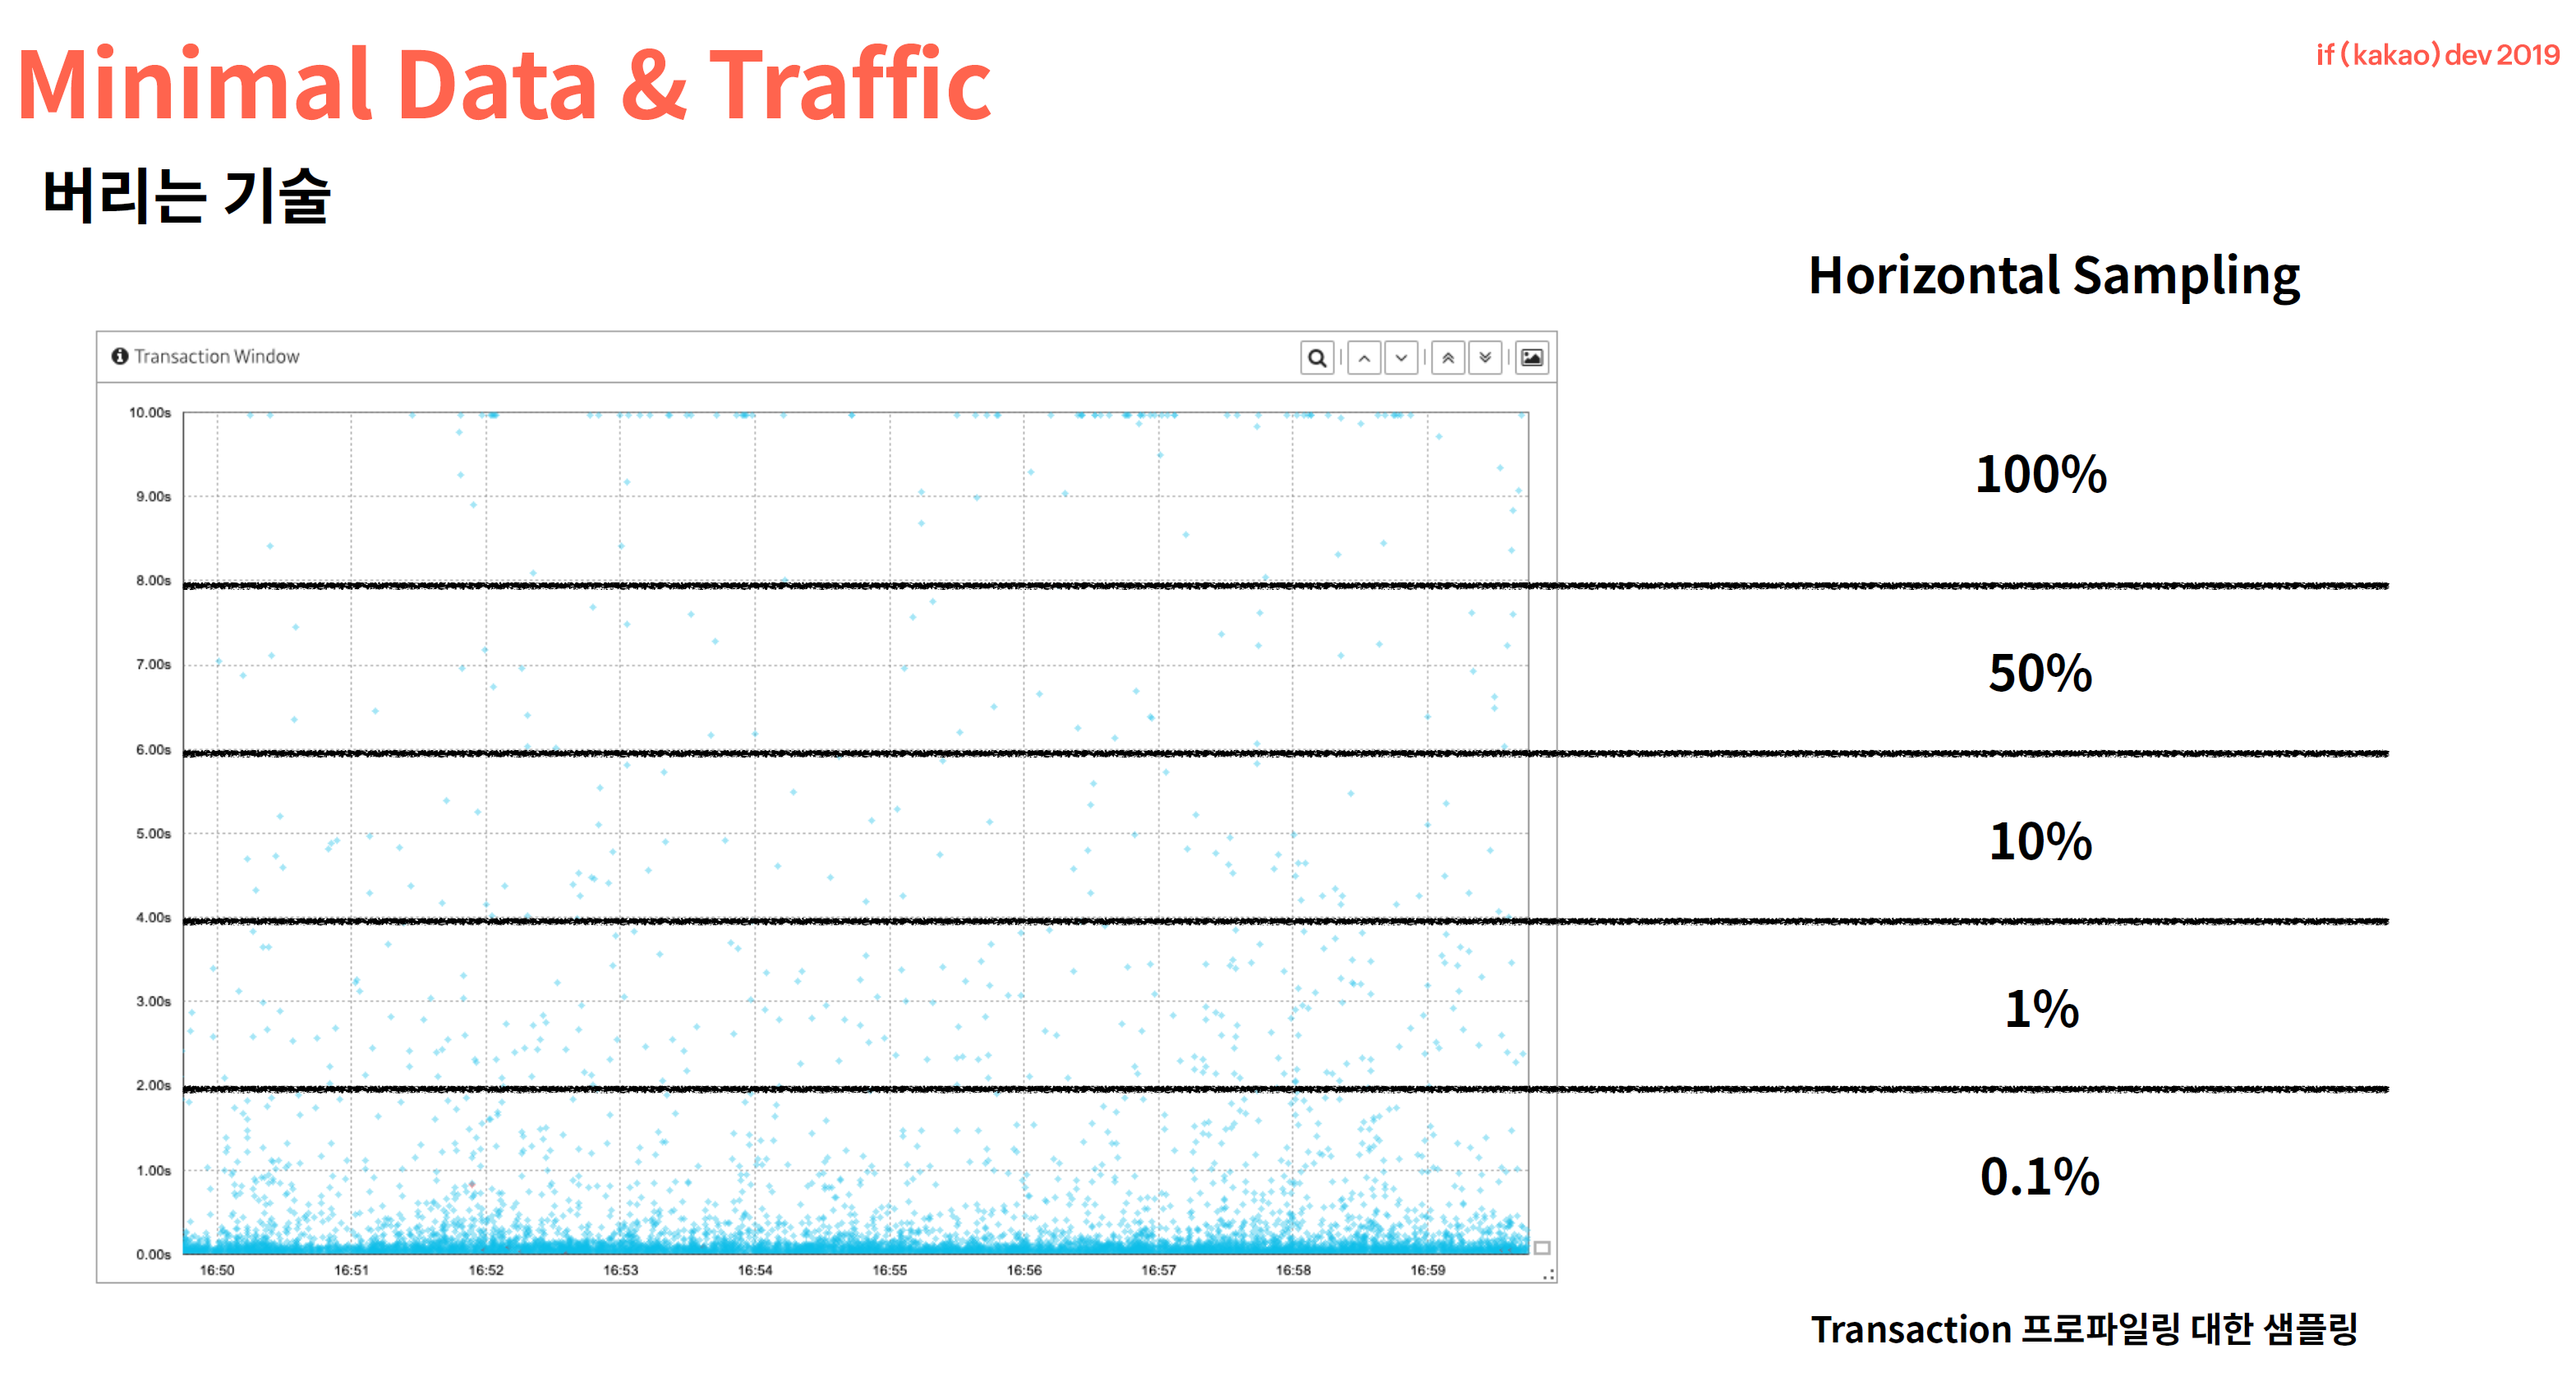 Minimal Data & Traffic
if (kakao) dev 2019
버리는 기술
Horizontal Sampling
Transaction Window
10.00s
9.00s
8.00s
7.00s
6.00s
5.00s
4.00s
3.00s
2.00s
1.00s
0.00s
16:50 16:51 16:52 16:53 16:54 16:55 16:56 16:57 16:58 16:59
100%
50%
10%
1%
0.1%
Transaction 프로파일링 대한 샘플링